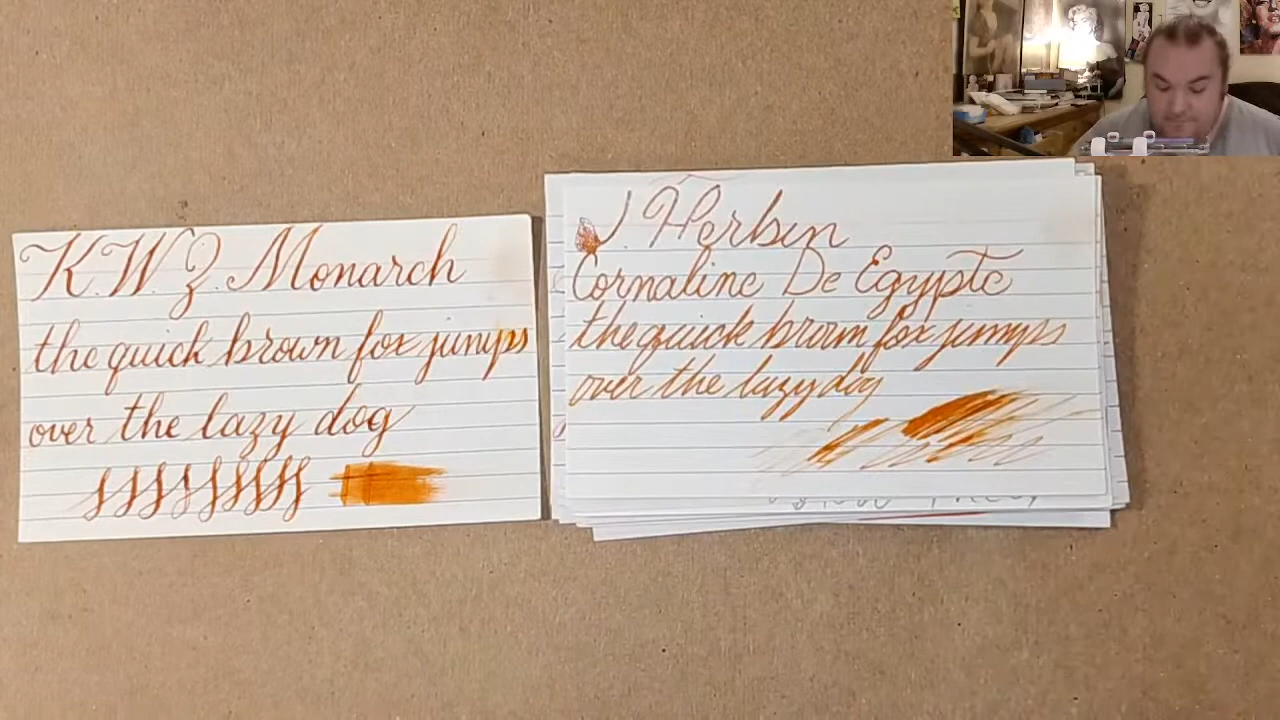 K.W.Z. Monarch
the quick brown fox jumps
over the lazy dog
J. Herbin
Cornaline De Egypte
the quick brown fox jumps
over the lazy dog